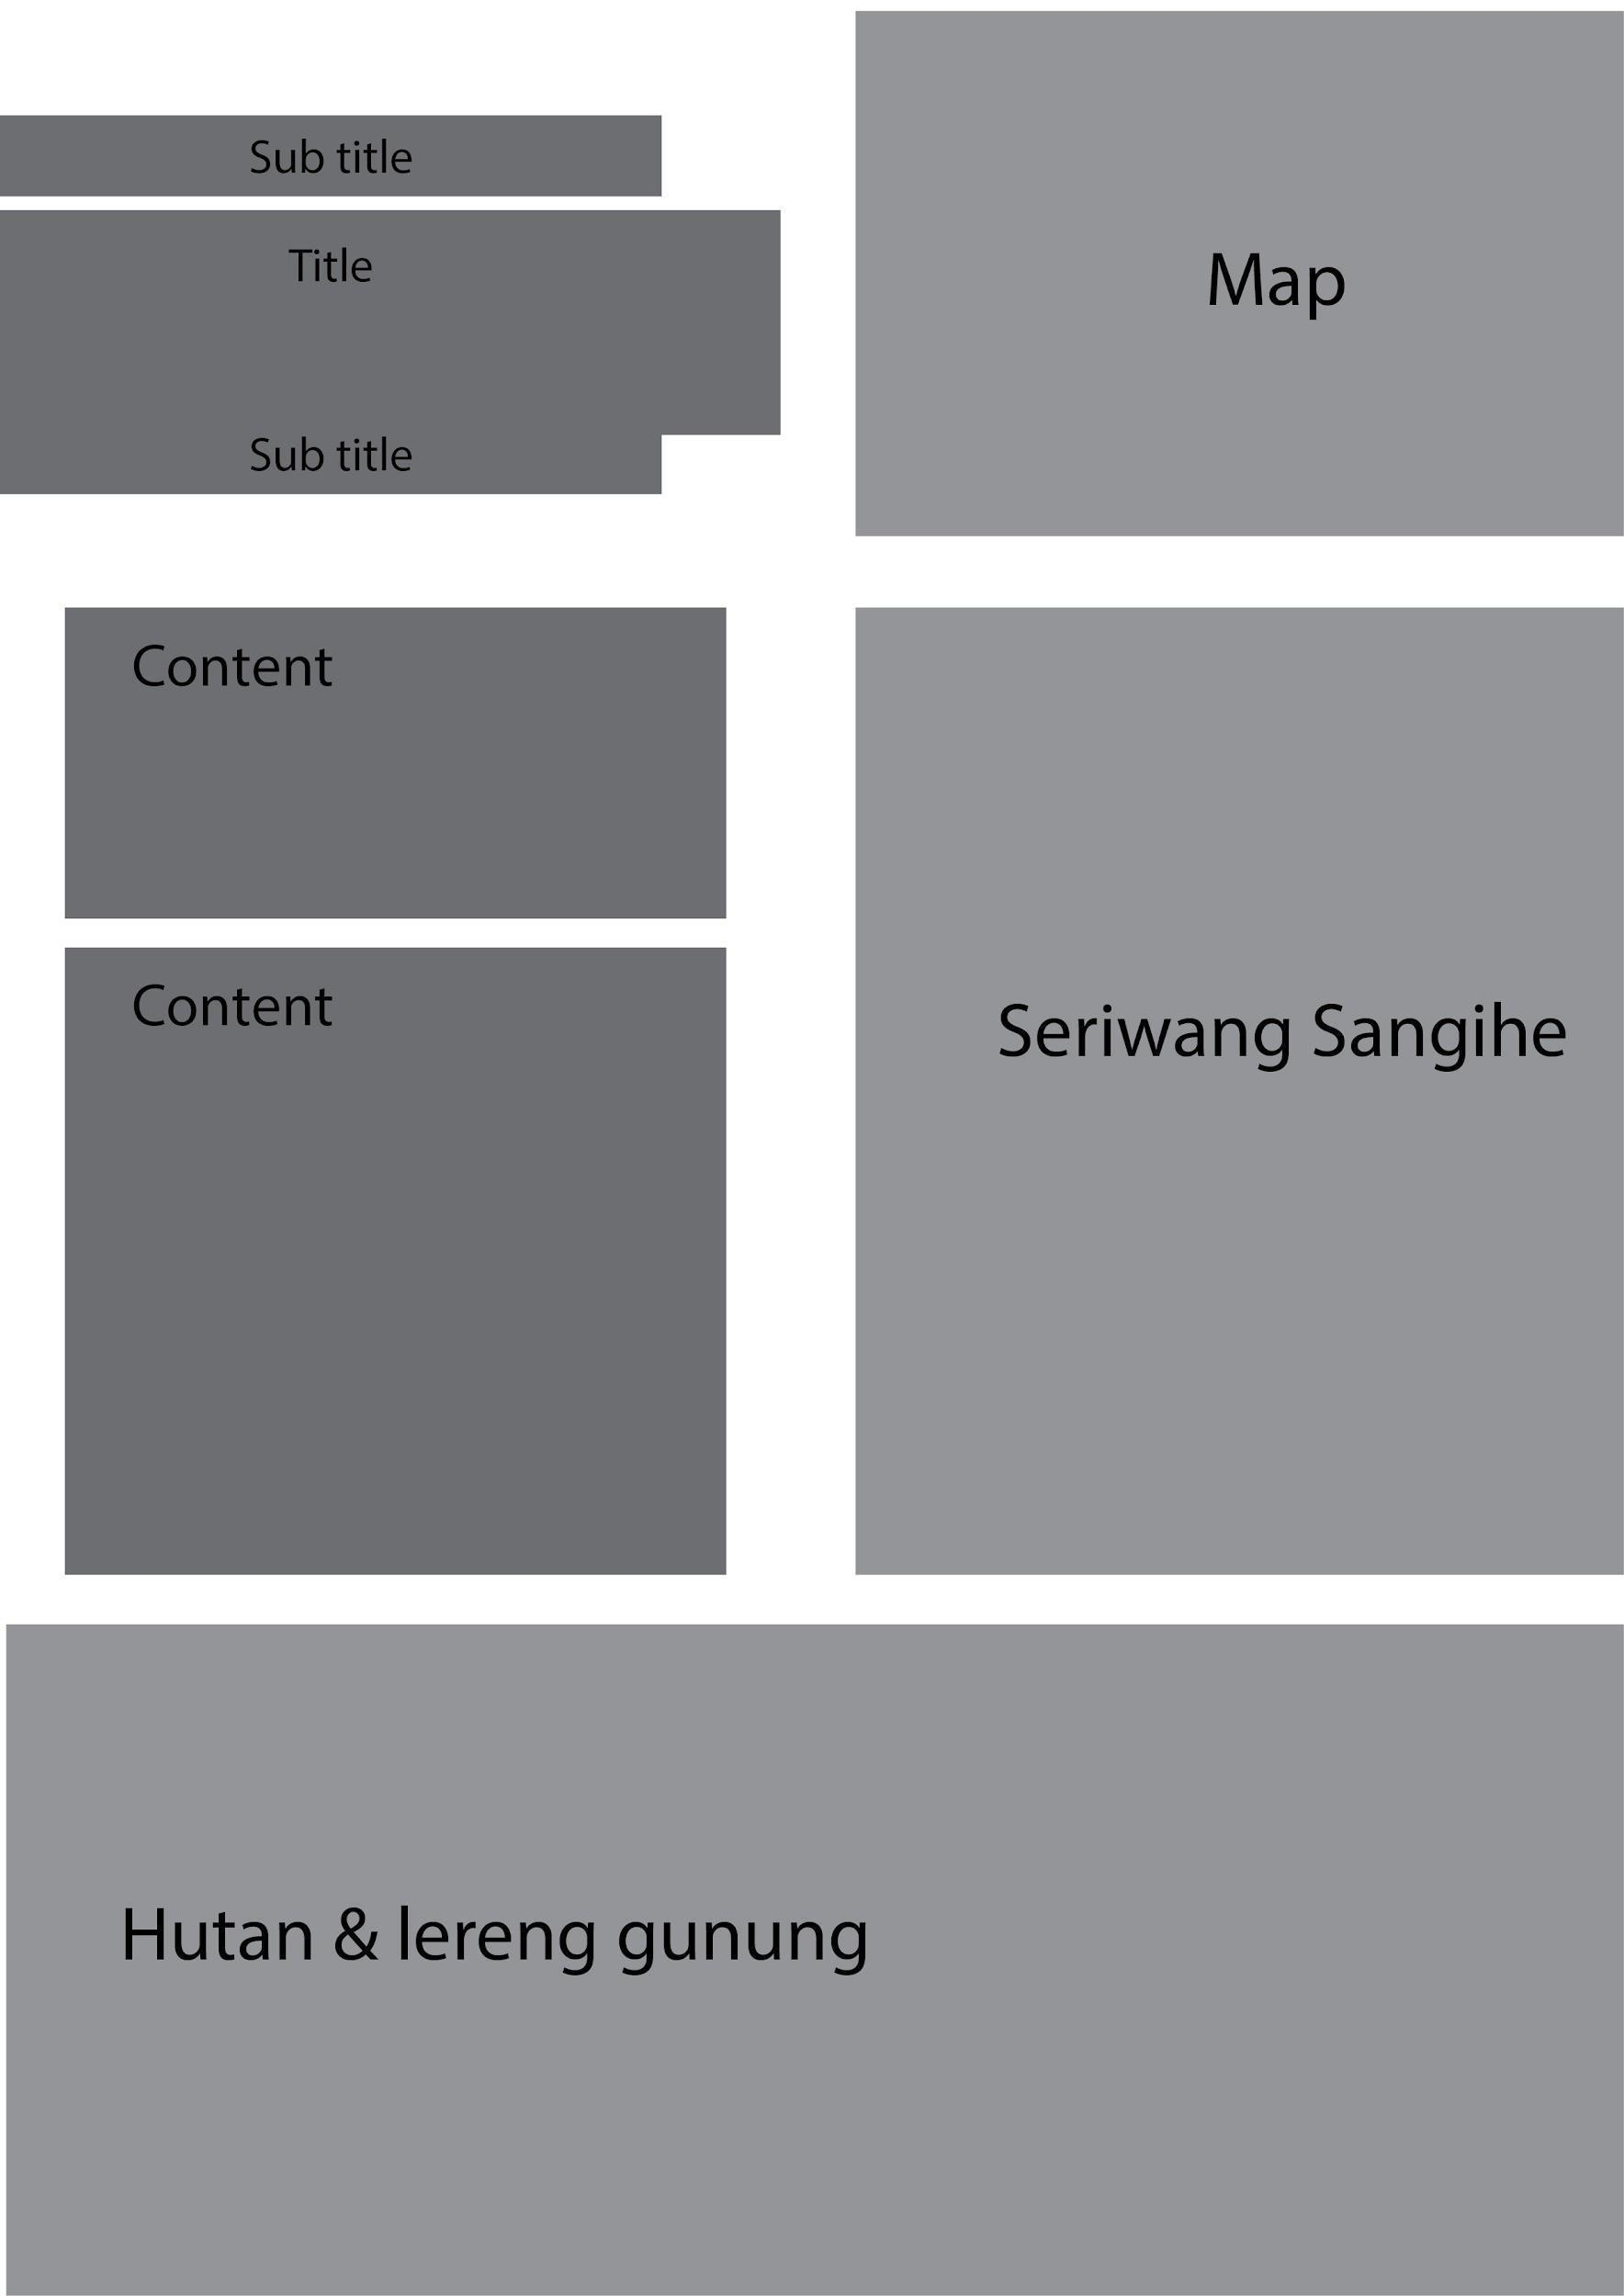 Sub title
Title
Sub title
Map
Content
Content
Seriwang Sangihe
Hutan & lereng gunung